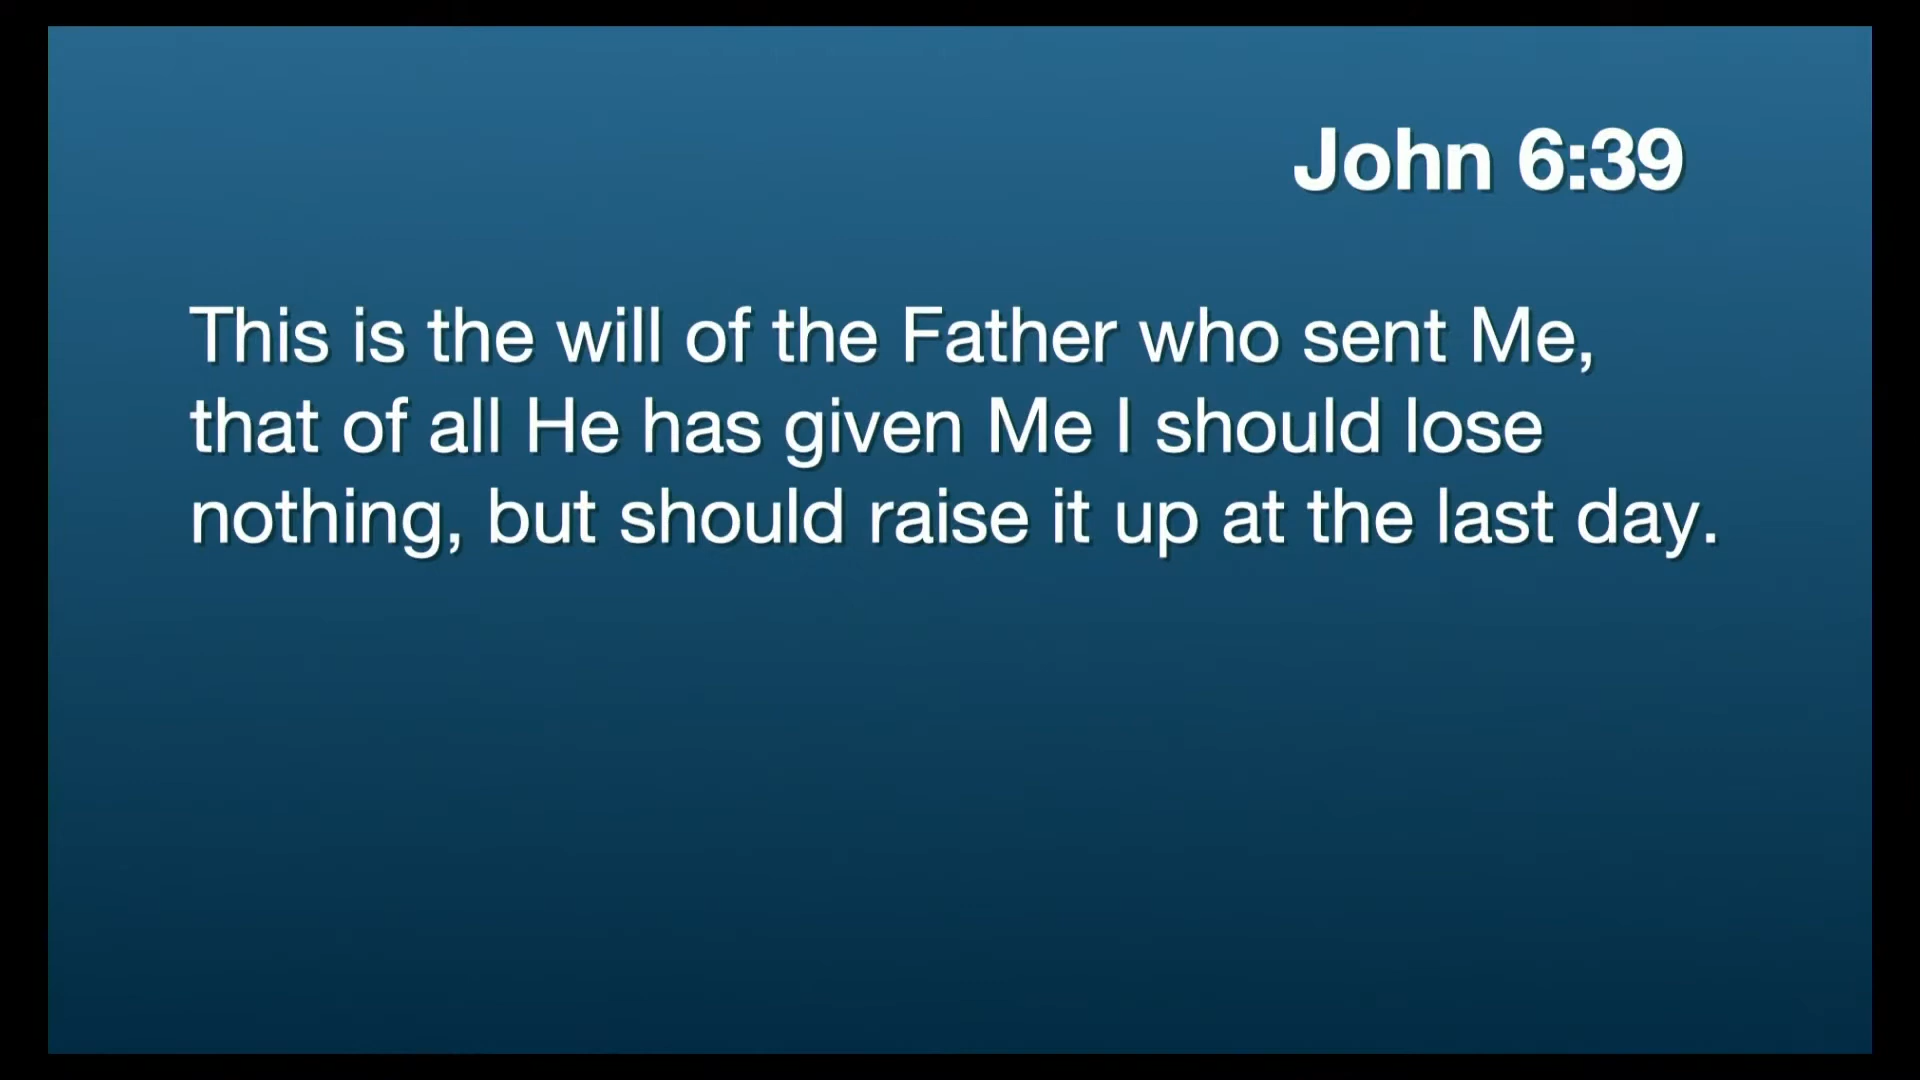 John 6:39
This is the will of the Father who sent Me,
that of all He has given Me I should lose
nothing, but should raise it up at the last day.